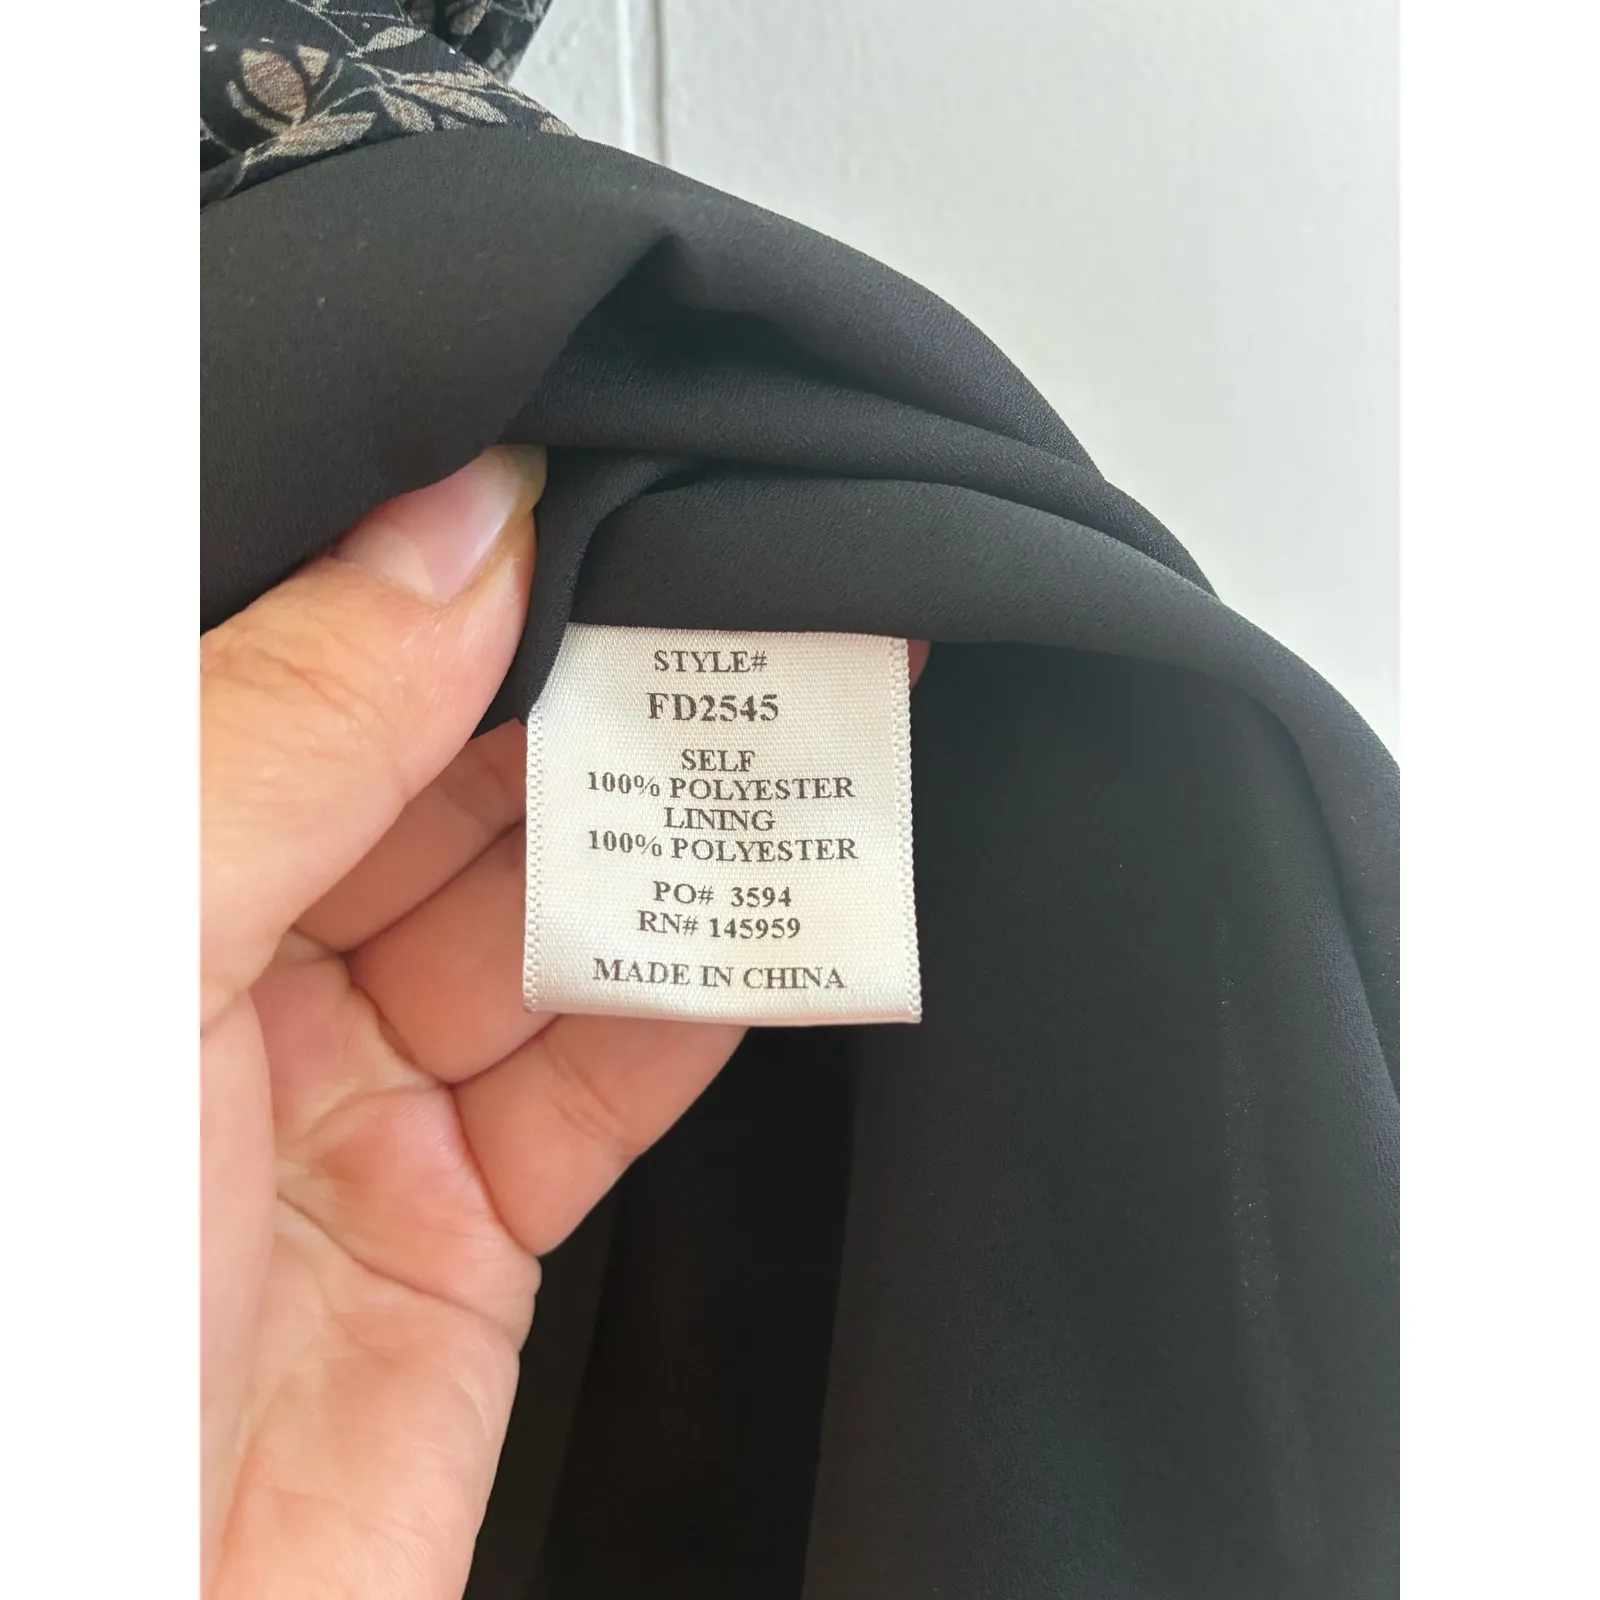 STYLE#
FD2545
SELF
100% POLYESTER
LINING
100% POLYESTER
PO# 3594
RN# 145959
MADE IN CHINA